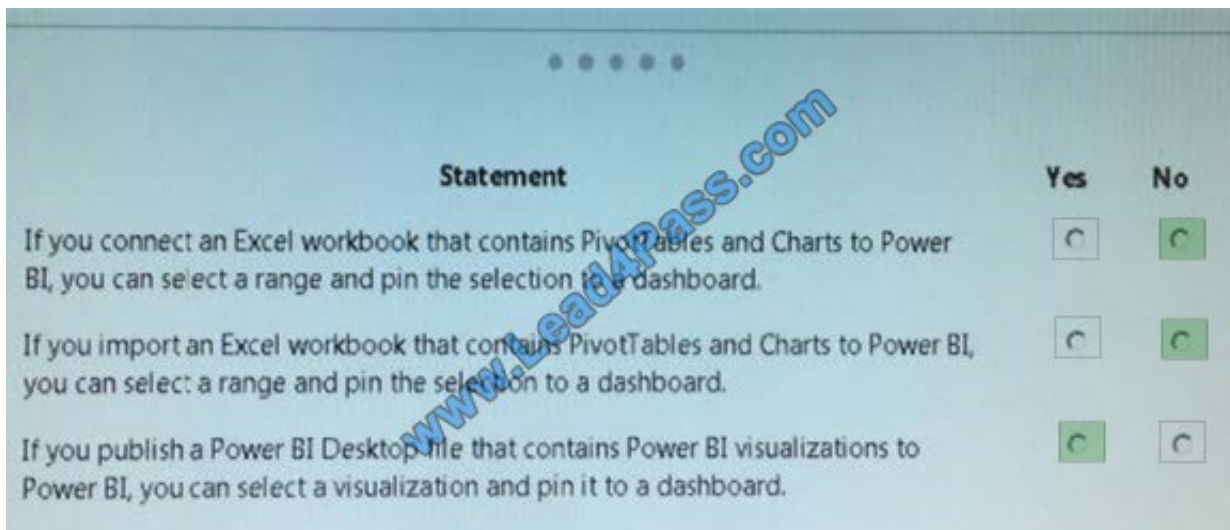 Statement Yes No
If you connect an Excel workbook that contains PivotTables and Charts to Power
BI, you can select a range and pin the selection to a dashboard.
If you import an Excel workbook that contains PivotTables and Charts to Power BI,
you can select a range and pin the selection to a dashboard.
If you publish a Power BI Desktop file that contains Power BI visualizations to
Power BI, you can select a visualization and pin it to a dashboard.
www.Lead4Pass.com